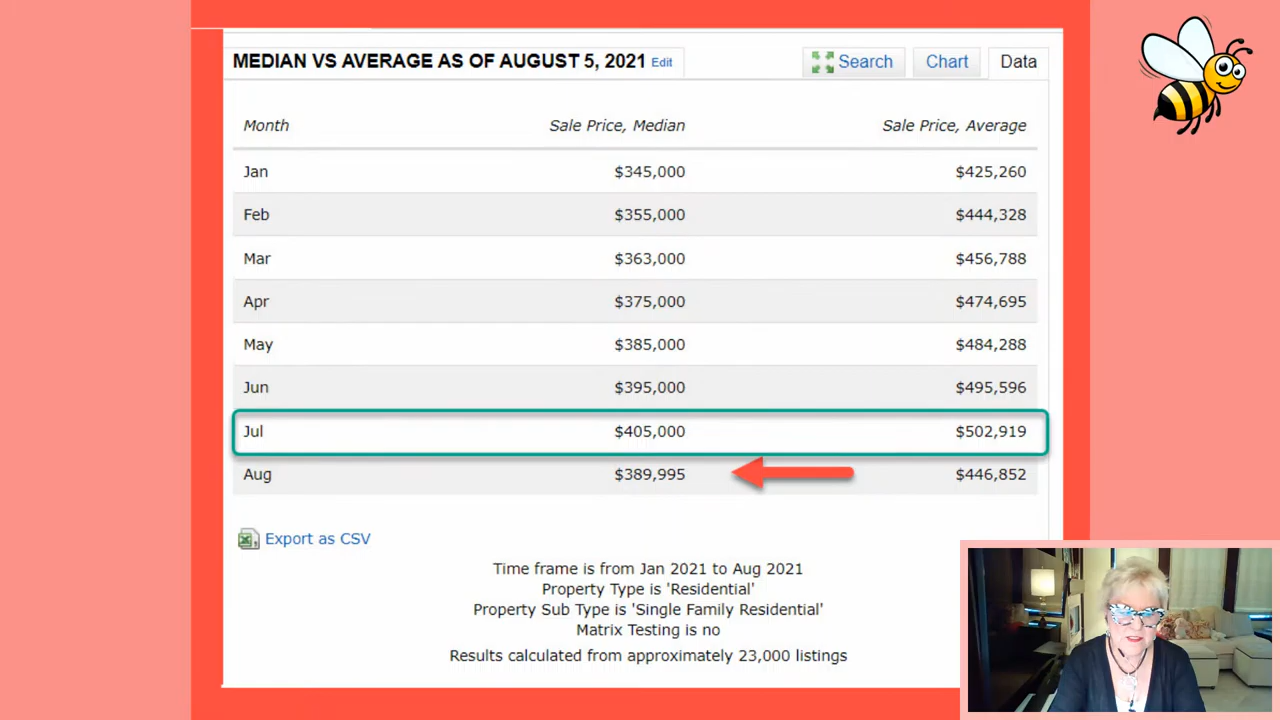 MEDIAN VS AVERAGE AS OF AUGUST 5, 2021 Edit Search Chart Data
Month Sale Price, Median Sale Price, Average
Jan $345,000 $425,260
Feb $355,000 $444,328
Mar $363,000 $456,788
Apr $375,000 $474,695
May $385,000 $484,288
Jun $395,000 $495,596
Jul $405,000 $502,919
Aug $389,995 $446,852
Export as CSV
Time frame is from Jan 2021 to Aug 2021
Property Type is 'Residential'
Property Sub Type is 'Single Family Residential'
Matrix Testing is no
Results calculated from approximately 23,000 listings